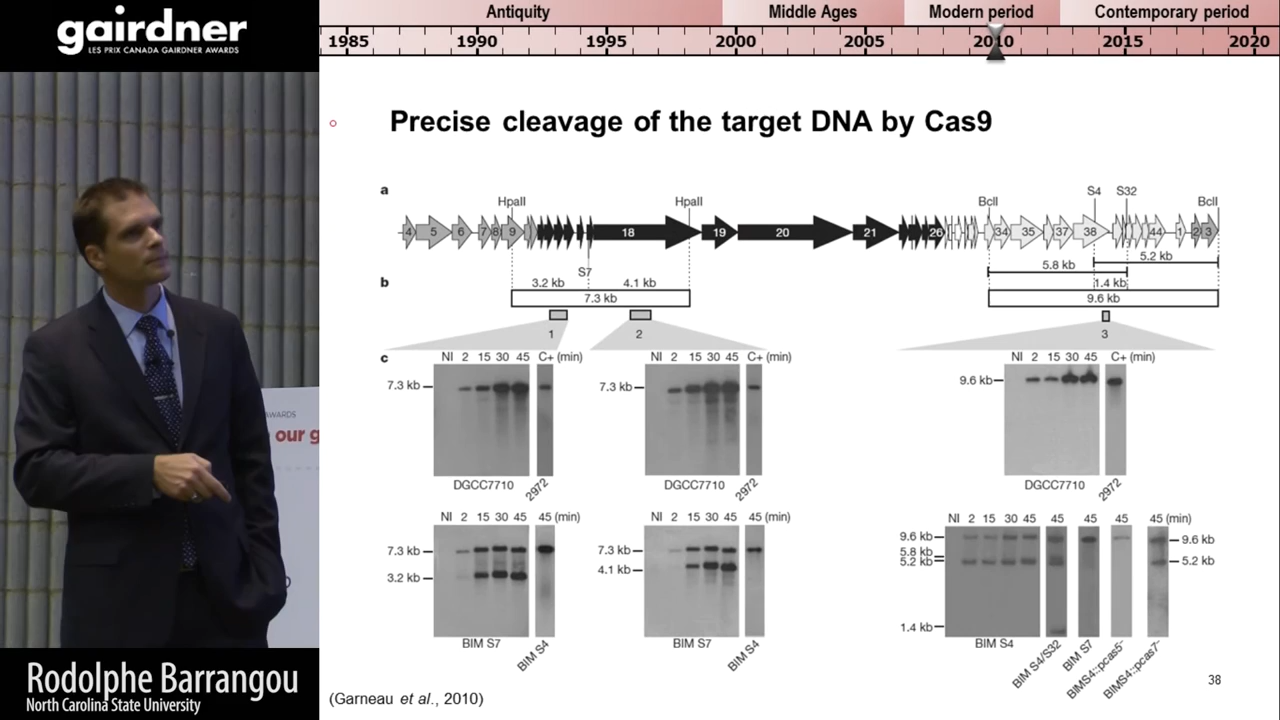 gairdner
LES PRIX CANADA GAIRDNER AWARDS
Antiquity Middle Ages Modern period Contemporary period
1985 1990 1995 2000 2005 2010 2015 2020
Precise cleavage of the target DNA by Cas9
a
HpaII HpaII BclI S4 S32 BclI
4 5 6 7 8 9 18 19 20 21 26 34 35 37 38 44 1 2 3
S7
5.2 kb
5.8 kb
b
3.2 kb 4.1 kb 1.4 kb
7.3 kb 9.6 kb
1 2 3
c
NI 2 15 30 45 C+ (min) NI 2 15 30 45 C+ (min) NI 2 15 30 45 C+ (min)
7.3 kb 7.3 kb 9.6 kb
DGCC7710 2972 DGCC7710 2972 DGCC7710 2972
NI 2 15 30 45 45 (min) NI 2 15 30 45 45 (min) NI 2 15 30 45 45 45 45 45 (min)
7.3 kb 7.3 kb 9.6 kb 9.6 kb
5.8 kb
3.2 kb 4.1 kb 5.2 kb 5.2 kb
1.4 kb
BIM S7 BIM S4 BIM S7 BIM S4 BIM S4 BIM S4/S32 BIM S7 BIMS4::pcas5- BIMS4::pcas7-
(Garneau et al., 2010)
38
AWARDS
our g
Rodolphe Barrangou
North Carolina State University